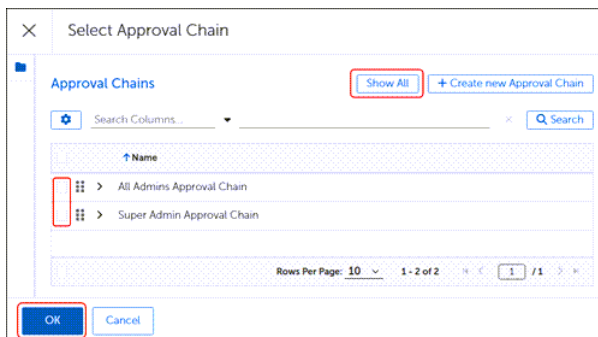 Select Approval Chain
Approval Chains
Show All
+ Create new Approval Chain
Search Columns...
Search
Name
All Admins Approval Chain
Super Admin Approval Chain
Rows Per Page: 10 1 - 2 of 2 1 / 1
OK
Cancel